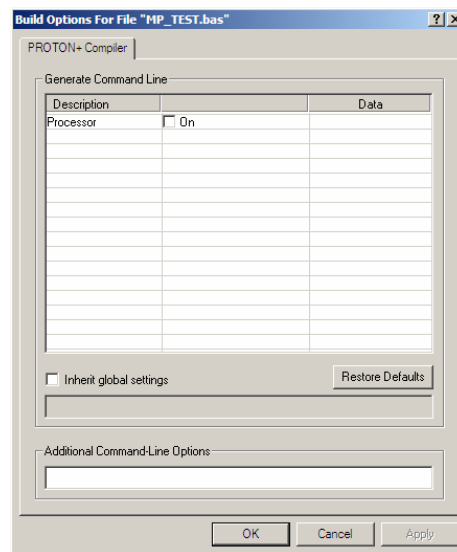 Build Options For File "MP_TEST.bas"
PROTON+ Compiler
Generate Command Line
Description Data
Processor On
Inherit global settings Restore Defaults
Additional Command-Line Options
OK Cancel Apply